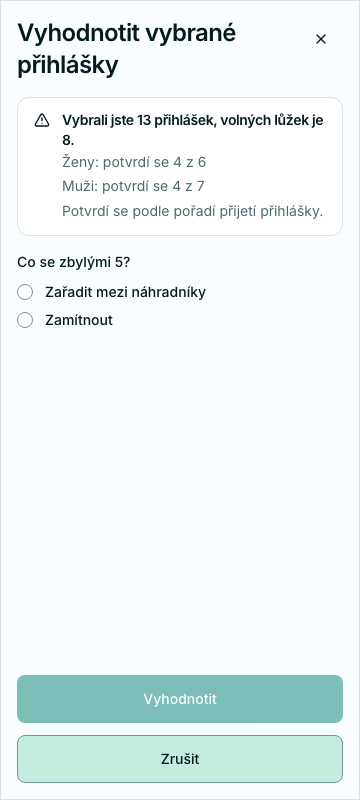 Vyhodnotit vybrané
přihlášky
Vybrali jste 13 přihlášek, volných lůžek je
8.
Ženy: potvrdí se 4 z 6
Muži: potvrdí se 4 z 7
Potvrdí se podle pořadí přijetí přihlášky.
Co se zbylými 5?
Zařadit mezi náhradníky
Zamítnout
Vyhodnotit
Zrušit